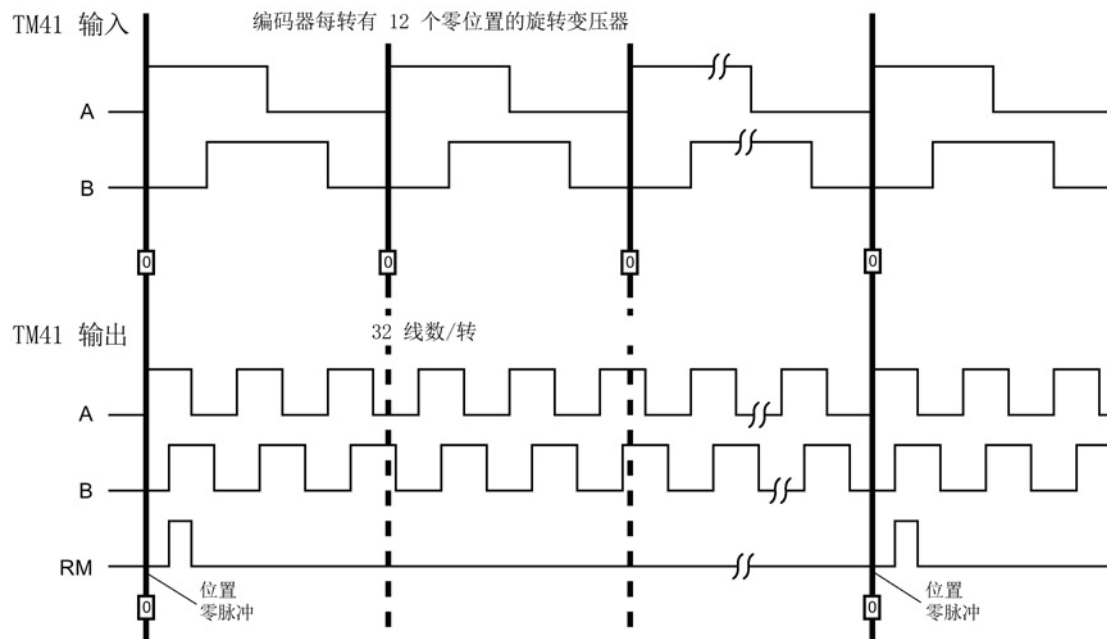 TM41 输入
编码器每转有 12 个零位置的旋转变压器
A
B
0 0 0 0
TM41 输出
32 线数/转
A
B
RM
位置
零脉冲
位置
零脉冲
0 0